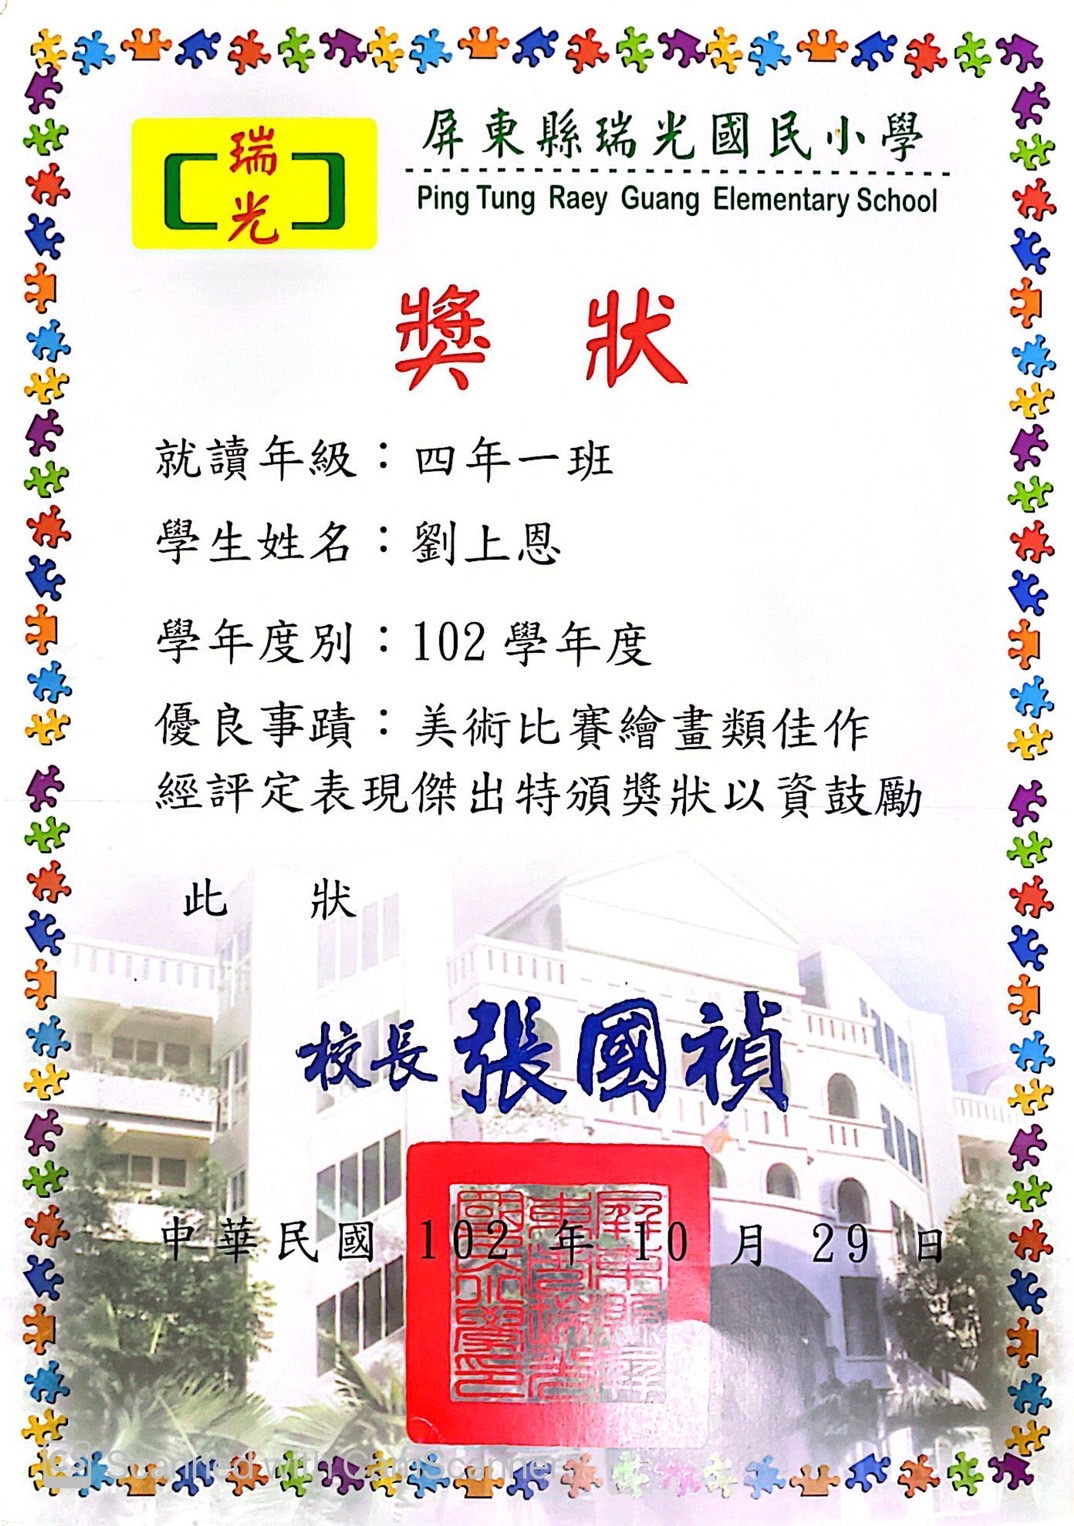 瑞光
屏東縣瑞光國民小學
Ping Tung Raey Guang Elementary School
獎狀
就讀年級：四年一班
學生姓名：劉上恩
學年度別：102 學年度
優良事蹟：美術比賽繪畫類佳作
經評定表現傑出特頒獎狀以資鼓勵
此 狀
校長 張國禎
中華民國 102 年 10 月 29 日
Scanned with CamScanner